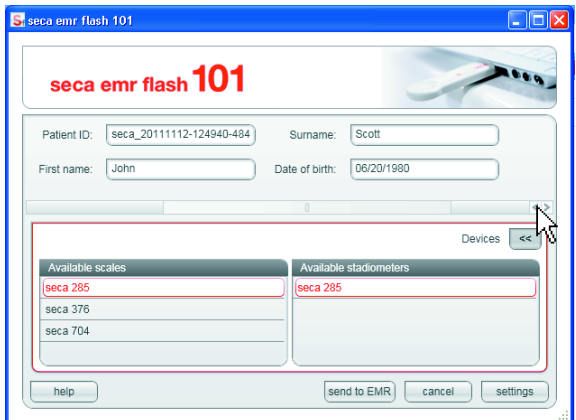 seca emr flash 101
seca emr flash 101
Patient ID: seca_20111112-124940-484 Surname: Scott
First name: John Date of birth: 06/20/1980
Devices <<
Available scales Available stadiometers
seca 285 seca 285
seca 376
seca 704
help send to EMR cancel settings